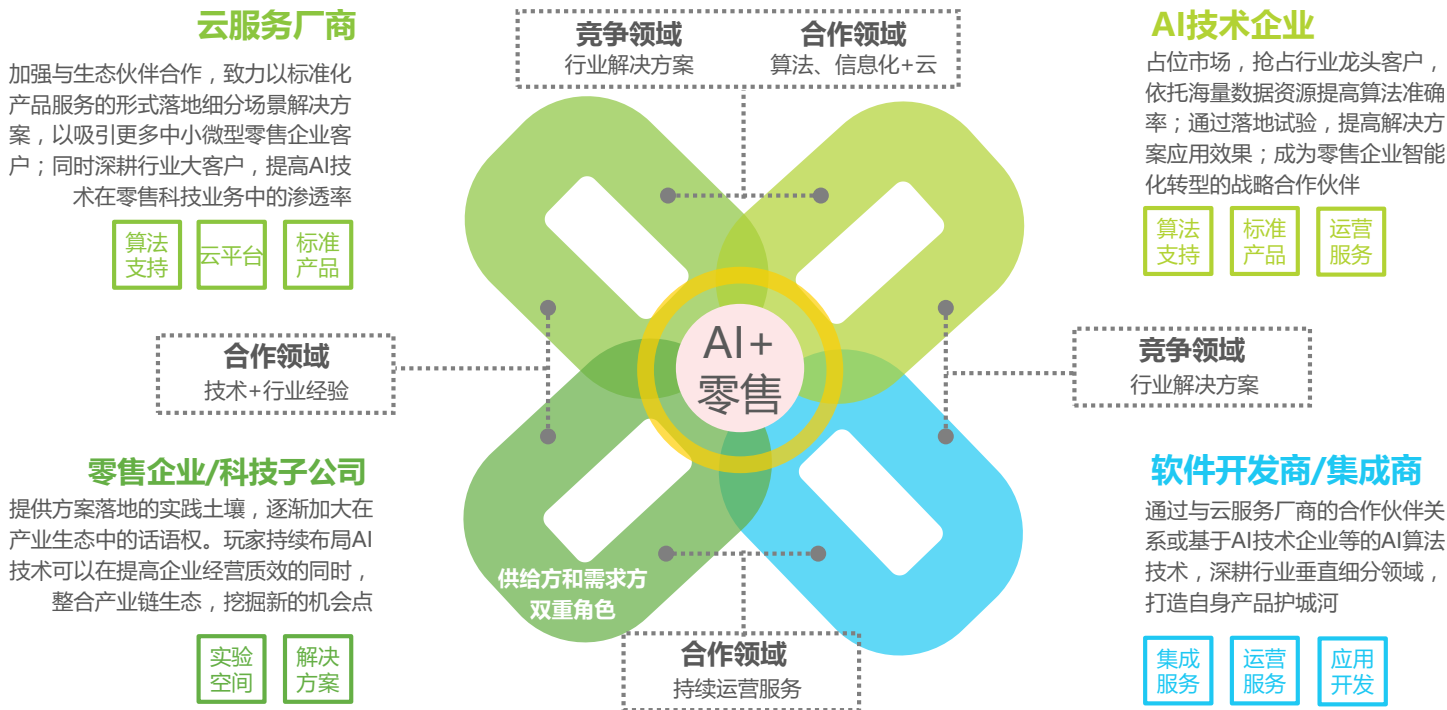 云服务厂商
加强与生态伙伴合作，致力以标准化
产品服务的形式落地细分场景解决方
案，以吸引更多中小微型零售企业客
户；同时深耕行业大客户，提高AI技
术在零售科技业务中的渗透率
算法
支持
云平台
标准
产品
竞争领域
行业解决方案
合作领域
算法、信息化+云
AI技术企业
占位市场，抢占行业龙头客户，
依托海量数据资源提高算法准确
率；通过落地试验，提高解决方
案应用效果；成为零售企业智能
化转型的战略合作伙伴
算法
支持
标准
产品
运营
服务
合作领域
技术+行业经验
AI+
零售
竞争领域
行业解决方案
零售企业/科技子公司
提供方案落地的实践土壤，逐渐加大在
产业生态中的话语权。玩家持续布局AI
技术可以在提高企业经营质效的同时，
整合产业链生态，挖掘新的机会点
实验
空间
解决
方案
供给方和需求方
双重角色
合作领域
持续运营服务
软件开发商/集成商
通过与云服务厂商的合作伙伴关
系或基于AI技术企业等的AI算法
技术，深耕行业垂直细分领域，
打造自身产品护城河
集成
服务
运营
服务
应用
开发